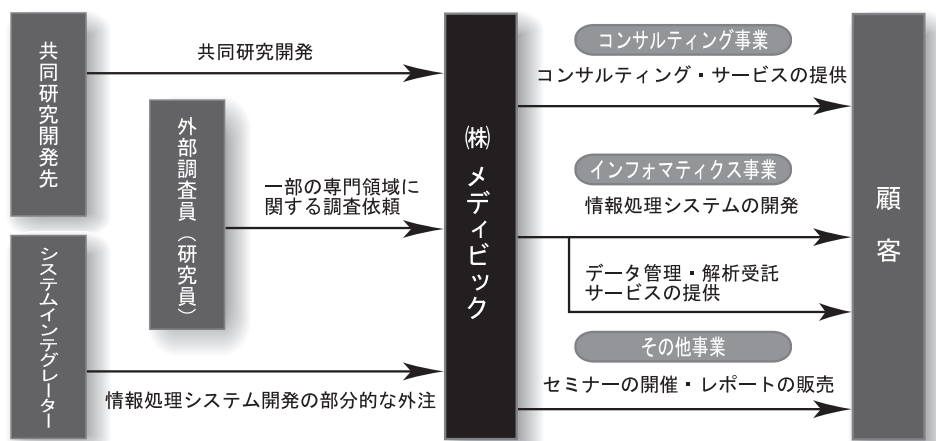 共同研究開発先
共同研究開発
外部調査員（研究員）
一部の専門領域に
関する調査依頼
システムインテグレーター
情報処理システム開発の部分的な外注
㈱メディビック
コンサルティング事業
コンサルティング・サービスの提供
インフォマティクス事業
情報処理システムの開発
データ管理・解析受託
サービスの提供
その他事業
セミナーの開催・レポートの販売
顧客